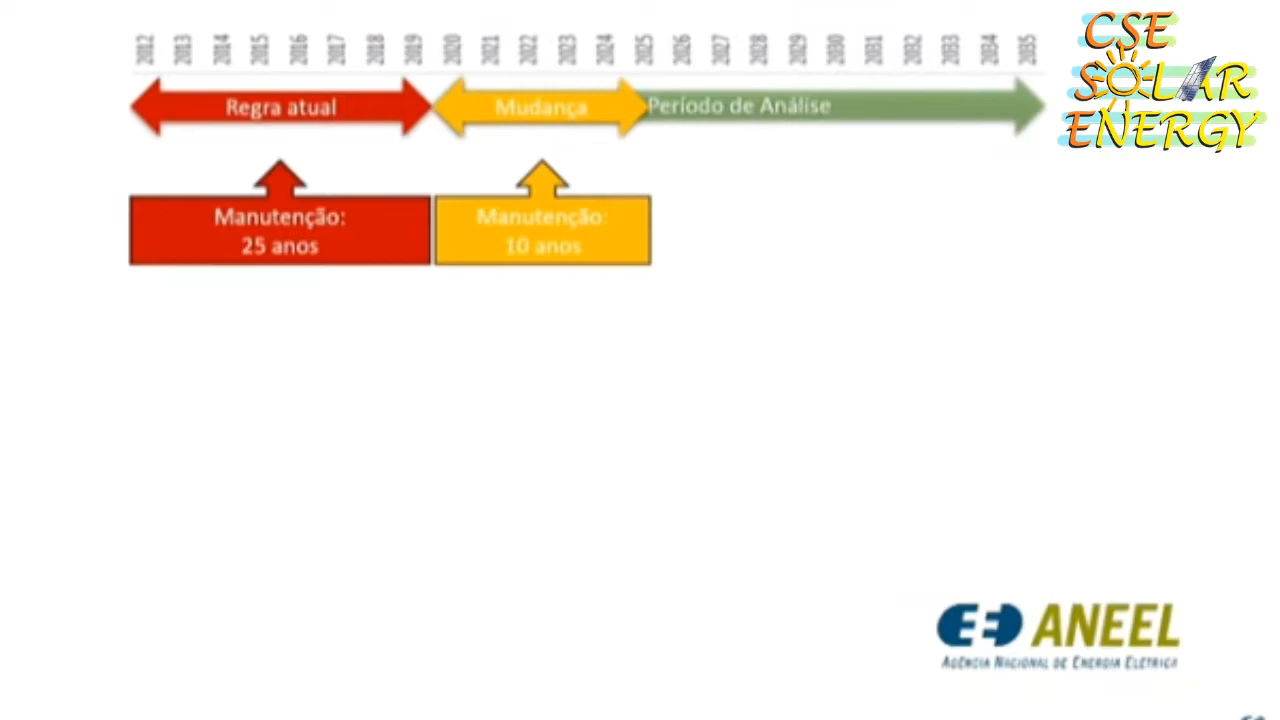 2012 2013 2014 2015 2016 2017 2018 2019 2020 2021 2022 2023 2024 2025 2026 2027 2028 2029 2030 2031 2032 2033 2034 2035
Regra atual Mudança Período de Análise
Manutenção:
25 anos
Manutenção:
10 anos
CSE
SOLAR
ENERGY
ANEEL
AGÊNCIA NACIONAL DE ENERGIA ELÉTRICA